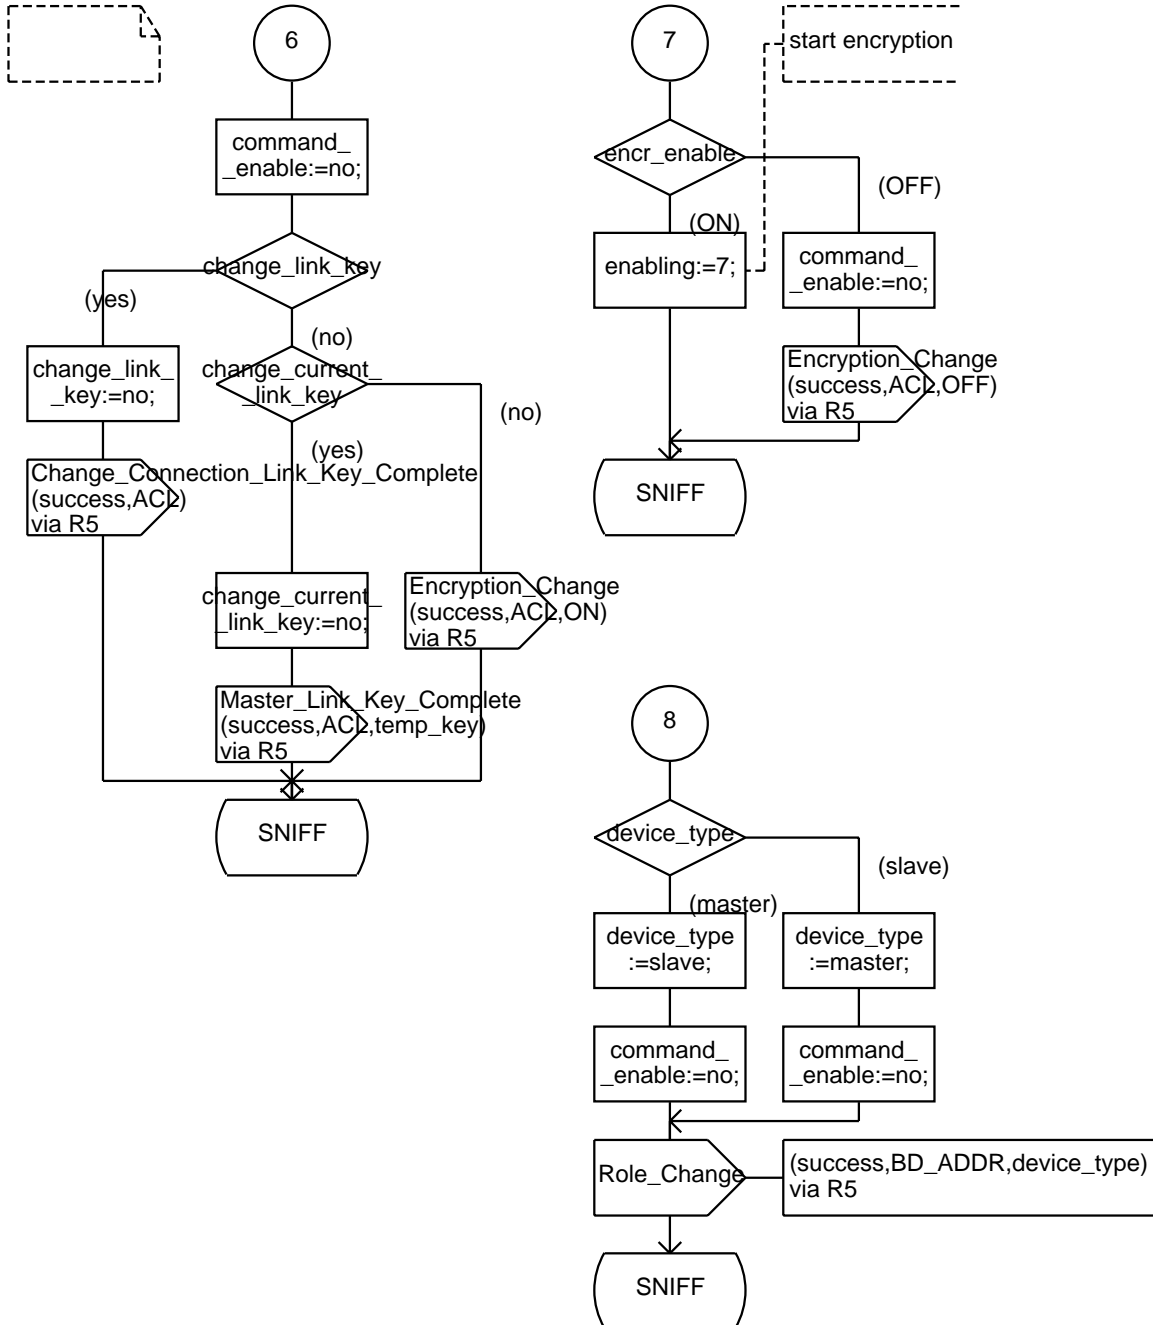 6
command_
_enable:=no;
change_link_key
(yes)
(no)
change_link_
_key:=no;
change_current_
_link_key
(no)
(yes)
Change_Connection_Link_Key_Complete
(success,ACL)
via R5
change_current_
_link_key:=no;
Encryption_Change
(success,ACL,ON)
via R5
Master_Link_Key_Complete
(success,ACL,temp_key)
via R5
SNIFF
7
start encryption
encr_enable
(OFF)
(ON)
enabling:=7;
command_
_enable:=no;
Encryption_Change
(success,ACL,OFF)
via R5
SNIFF
8
device_type
(slave)
(master)
device_type
:=slave;
device_type
:=master;
command_
_enable:=no;
command_
_enable:=no;
Role_Change
(success,BD_ADDR,device_type)
via R5
SNIFF